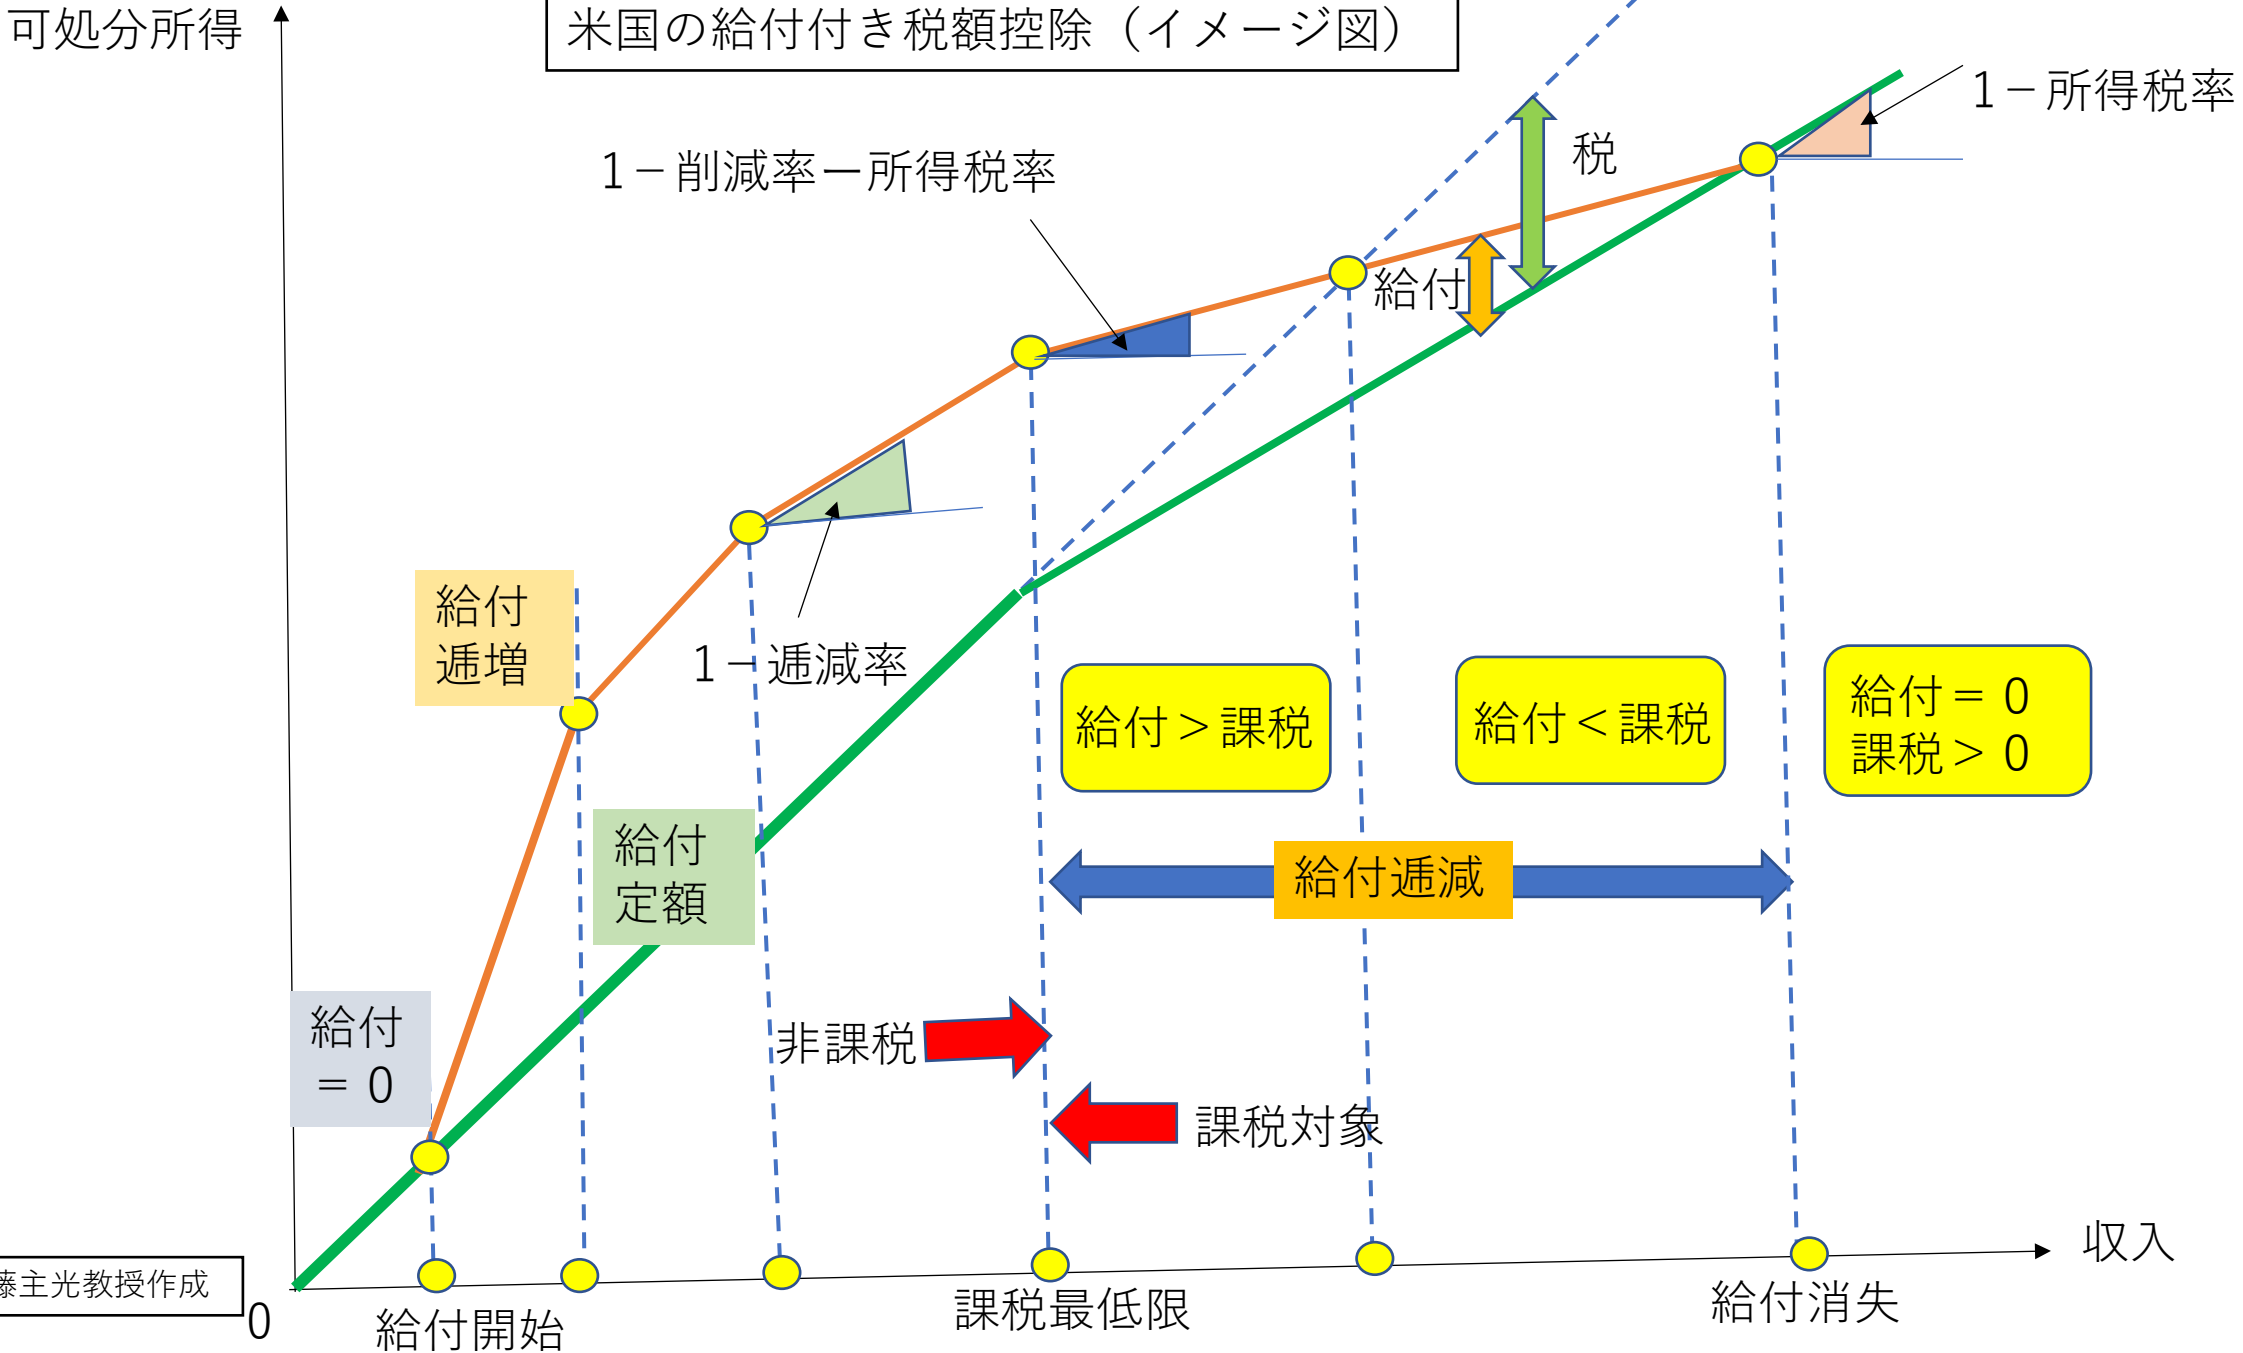 可処分所得
米国の給付付き税額控除（イメージ図）
1－所得税率
税
1－削減率ー所得税率
給付
給付
逓増
1－逓減率
給付＞課税
給付＜課税
給付＝0
課税＞0
給付
定額
給付逓減
給付
＝0
非課税
課税対象
収入
主光教授作成
0
給付開始
課税最低限
給付消失